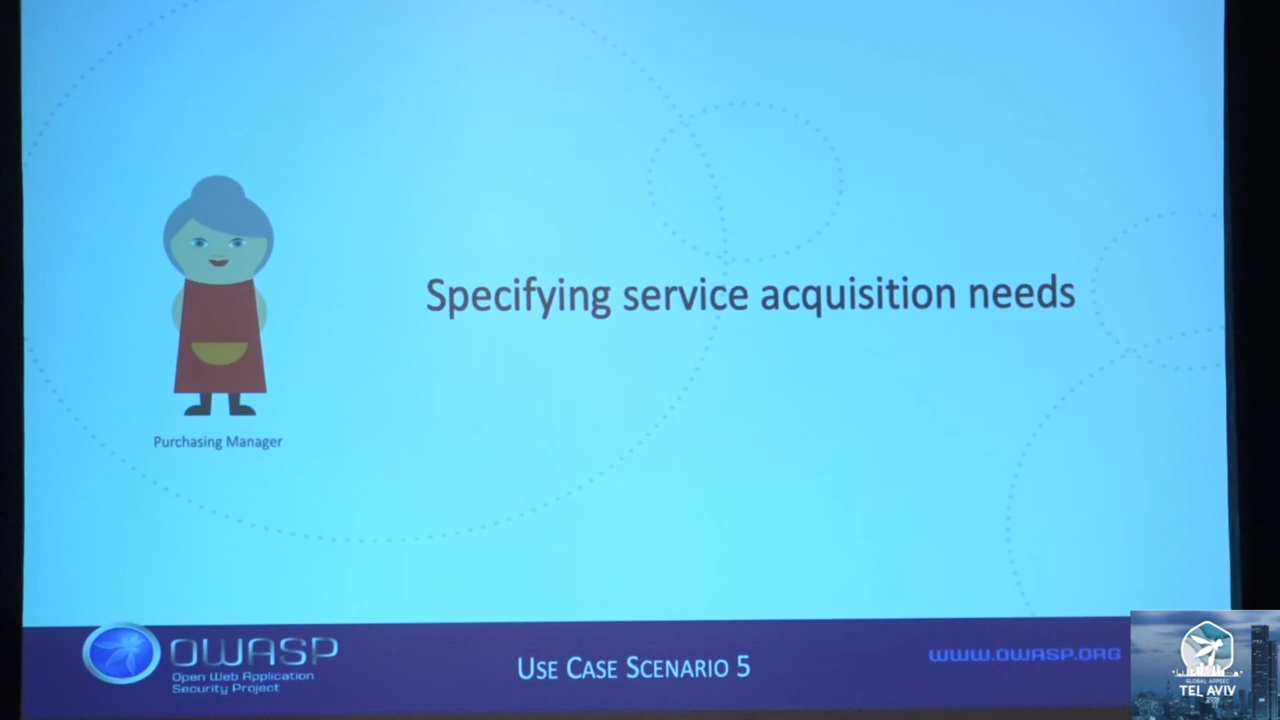 Specifying service acquisition needs
Purchasing Manager
OWASP
Open Web Application
Security Project
USE CASE SCENARIO 5
WWW.OWASP.ORG
GLOBAL APPSEC
TEL AVIV